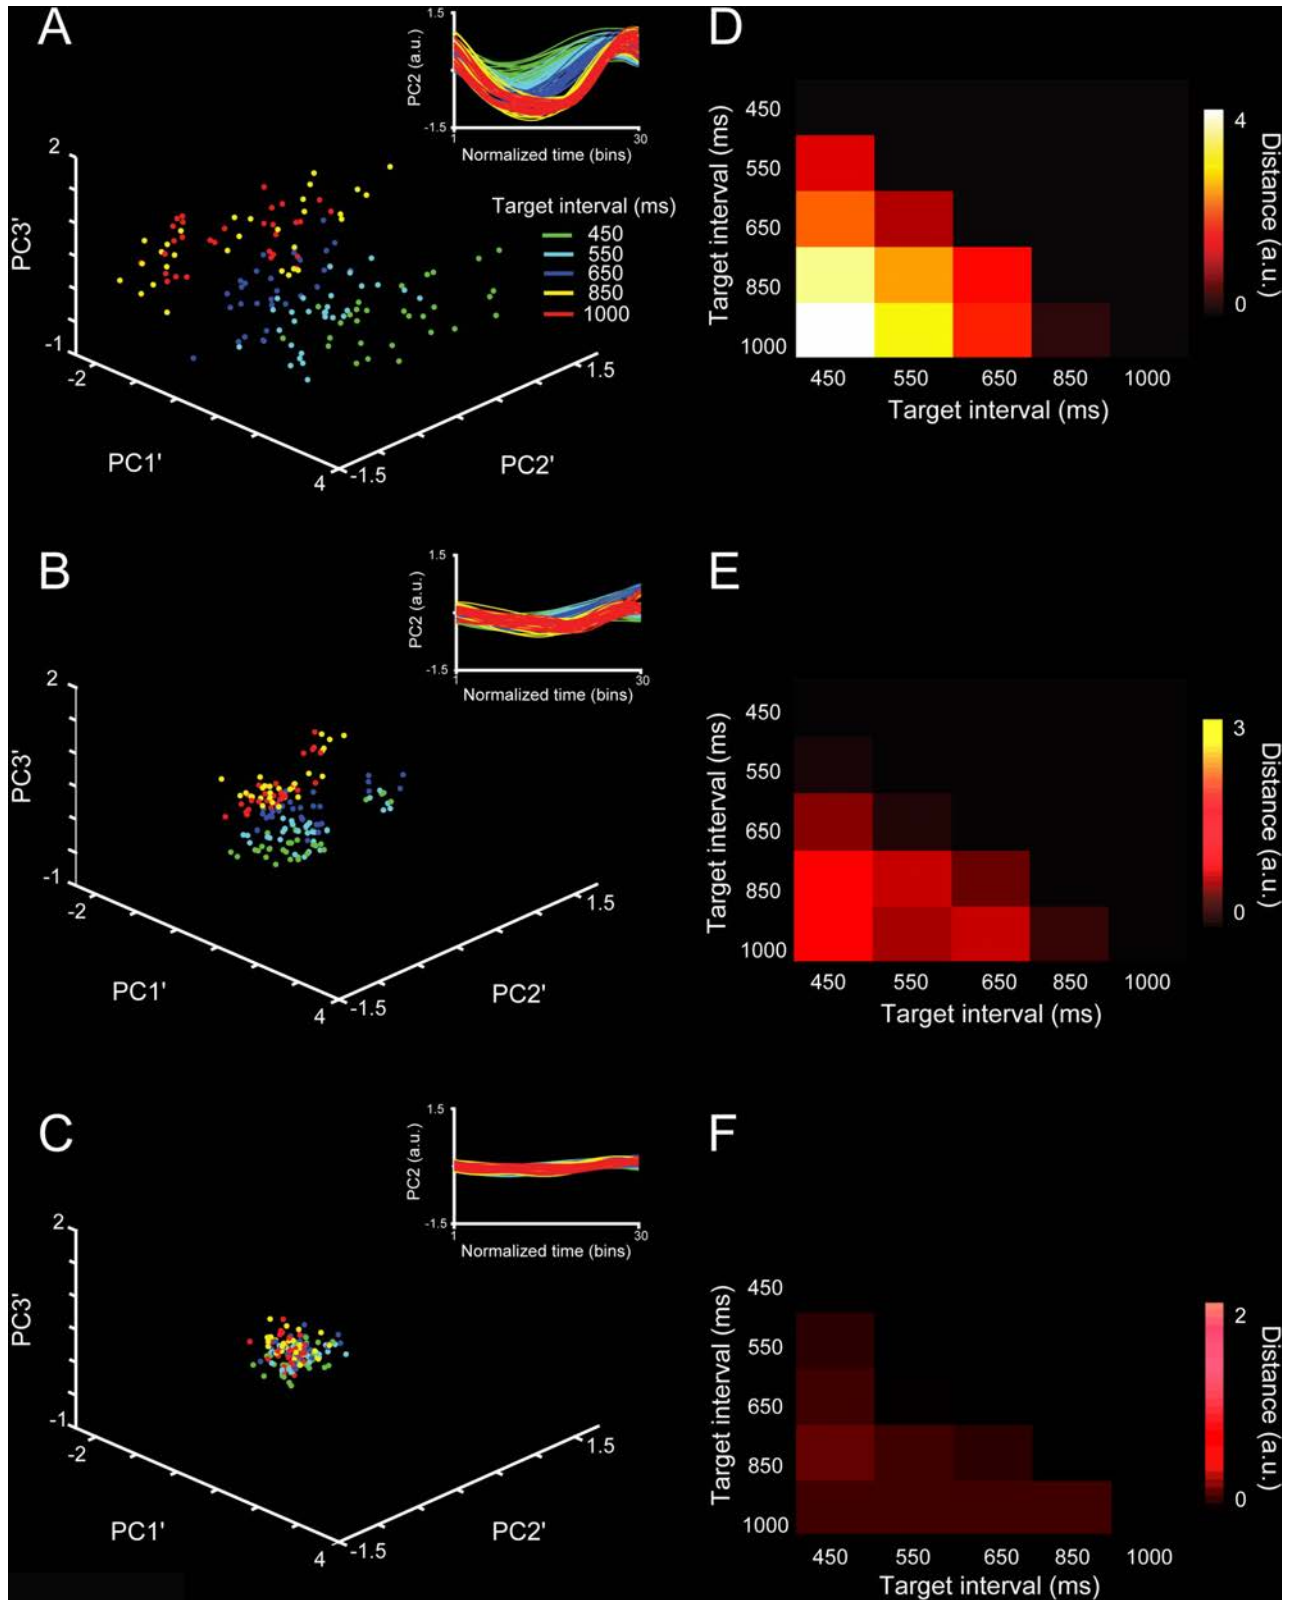 A
1.5
PC2 (a.u.)
-1.5
1
30
Normalized time (bins)
2
PC3'
-1
-2
PC1'
4
-1.5
PC2'
1.5
Target interval (ms)
450
550
650
850
1000
D
Target interval (ms)
450
550
650
850
1000
450 550 650 850 1000
Target interval (ms)
4
0
Distance (a.u.)
B
1.5
PC2 (a.u.)
-1.5
1
30
Normalized time (bins)
2
PC3'
-1
-2
PC1'
4
-1.5
PC2'
1.5
E
Target interval (ms)
450
550
650
850
1000
450 550 650 850 1000
Target interval (ms)
3
0
Distance (a.u.)
C
1.5
PC2 (a.u.)
-1.5
1
30
Normalized time (bins)
2
PC3'
-1
-2
PC1'
4
-1.5
PC2'
1.5
F
Target interval (ms)
450
550
650
850
1000
450 550 650 850 1000
Target interval (ms)
2
0
Distance (a.u.)